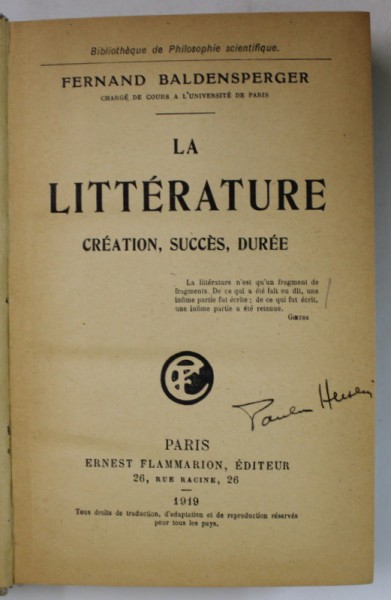 Bibliothèque de Philosophie scientifique.
FERNAND BALDENSPERGER
CHARGÉ DE COURS A L'UNIVERSITÉ DE PARIS
LA
LITTÉRATURE
CRÉATION, SUCCÈS, DURÉE
La littérature n'est qu'un fragment de
fragments. De ce qui a été fait ou dit, une
infime partie fut écrite ; de ce qui fut écrit,
une infime partie a été retenue.
GŒTHE
PARIS
ERNEST FLAMMARION, ÉDITEUR
26, RUE RACINE, 26
1919
Tous droits de traduction, d'adaptation et de reproduction réservés
pour tous les pays.